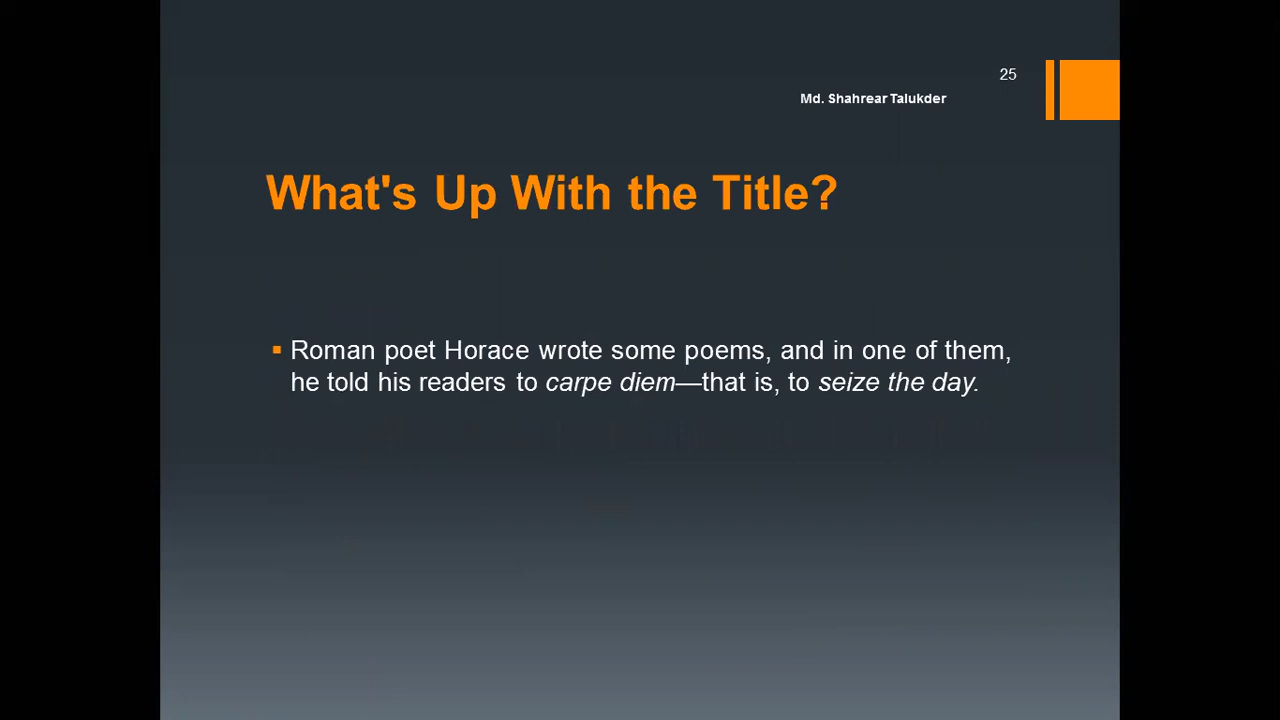 25
Md. Shahrear Talukder
What's Up With the Title?
Roman poet Horace wrote some poems, and in one of them,
he told his readers to carpe diem—that is, to seize the day.